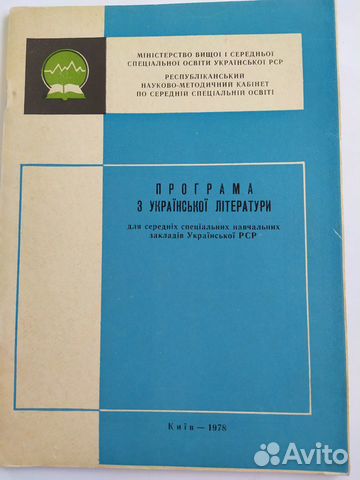 МІНІСТЕРСТВО ВИЩОЇ І СЕРЕДНЬОЇ
СПЕЦІАЛЬНОЇ ОСВІТИ УКРАЇНСЬКОЇ РСР
РЕСПУБЛІКАНСЬКИЙ
НАУКОВО-МЕТОДИЧНИЙ КАБІНЕТ
ПО СЕРЕДНІЙ СПЕЦІАЛЬНІЙ ОСВІТІ
ПРОГРАМА
З УКРАЇНСЬКОЇ ЛІТЕРАТУРИ
для середніх спеціальних навчальних
закладів Української РСР
Київ — 1978
Avito